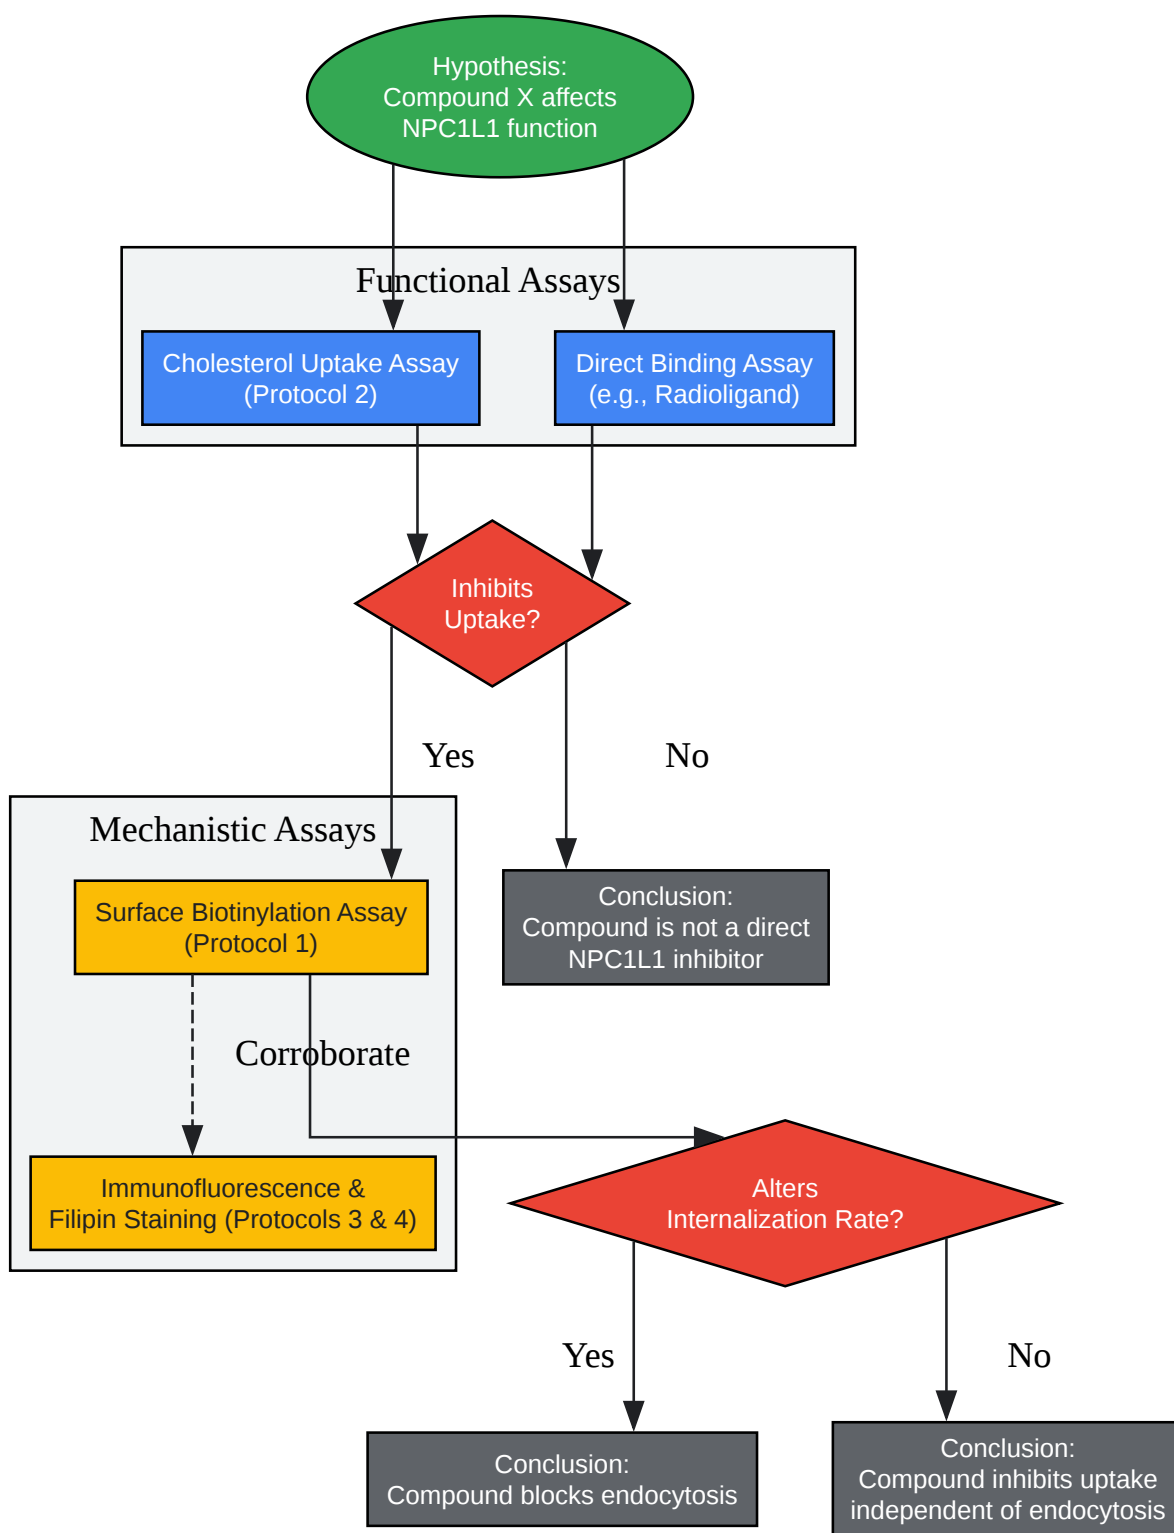 Hypothesis:
Compound X affects
NPC1L1 function
Functional Assays
Cholesterol Uptake Assay
(Protocol 2)
Direct Binding Assay
(e.g., Radioligand)
Inhibits
Uptake?
Yes
No
Mechanistic Assays
Surface Biotinylation Assay
(Protocol 1)
Conclusion:
Compound is not a direct
NPC1L1 inhibitor
Corroborate
Immunofluorescence &
Filipin Staining (Protocols 3 & 4)
Alters
Internalization Rate?
Yes
No
Conclusion:
Compound blocks endocytosis
Conclusion:
Compound inhibits uptake
independent of endocytosis